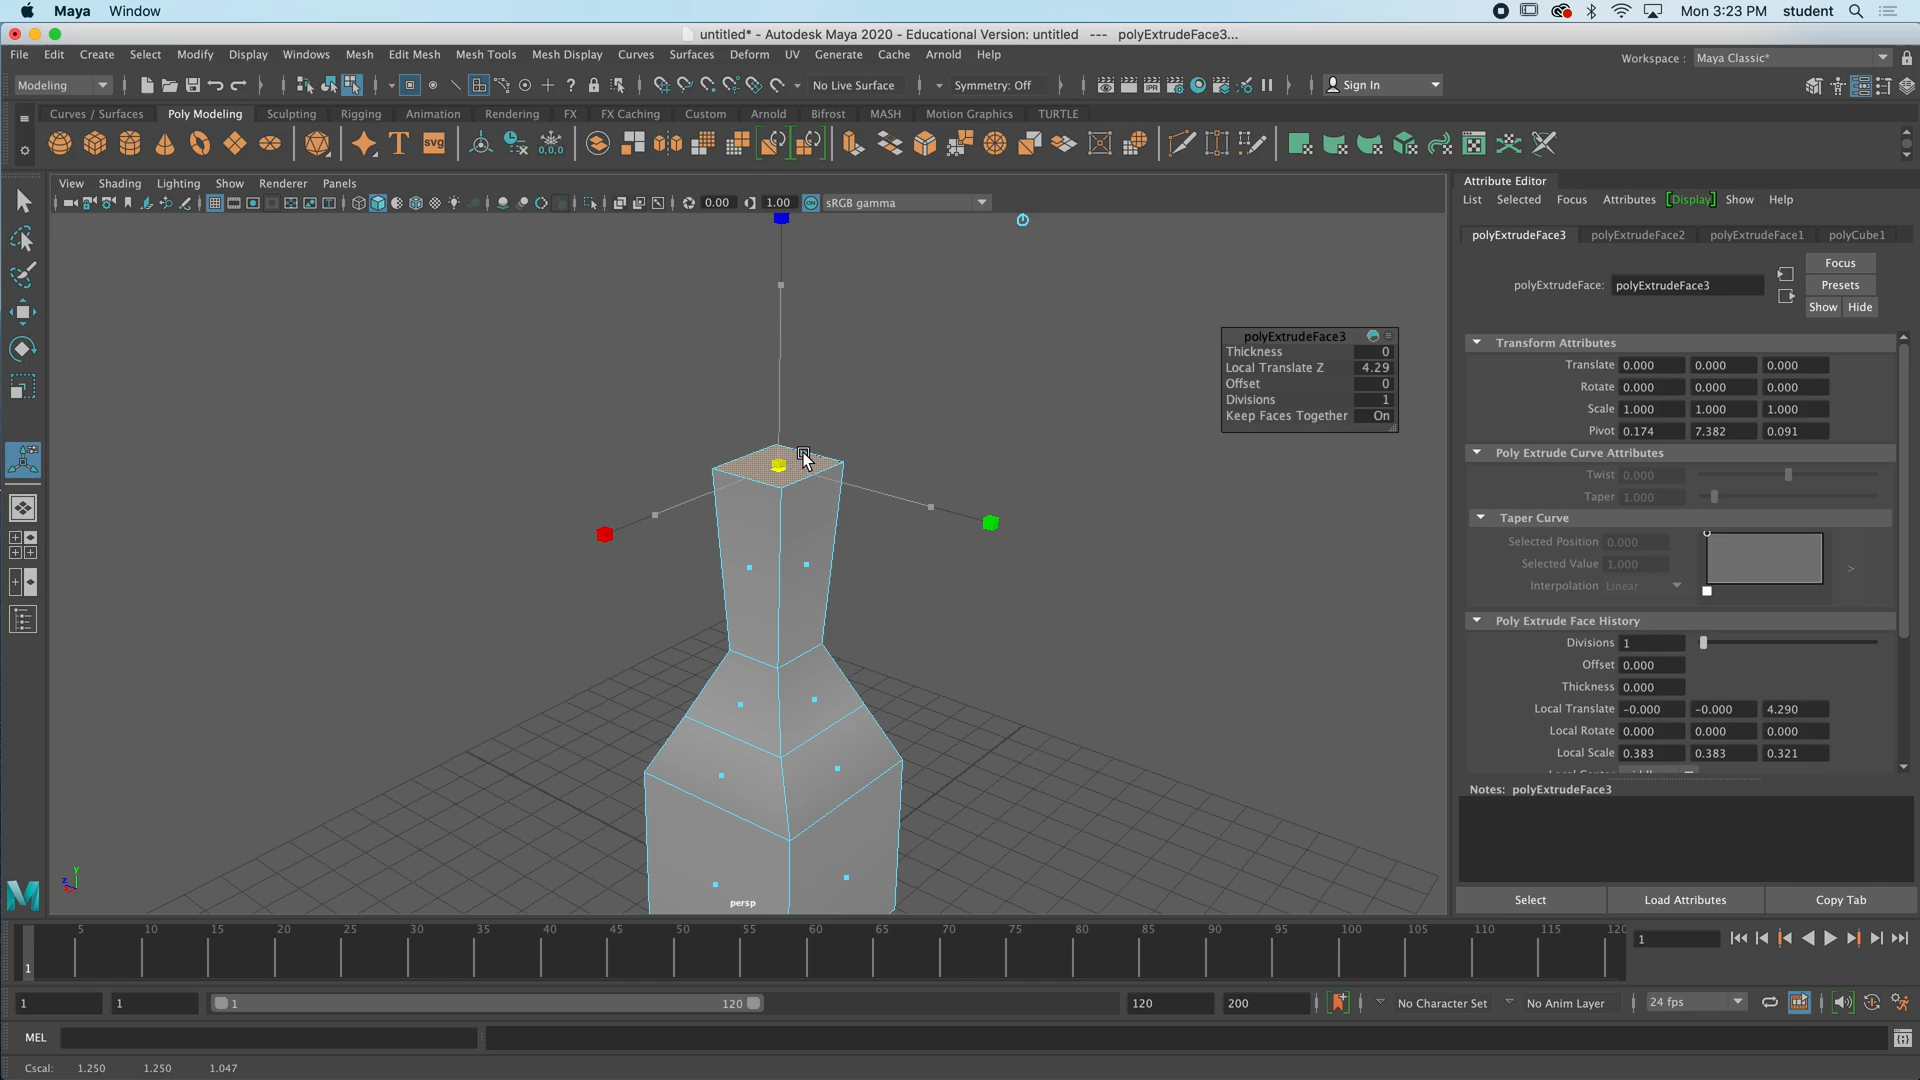 Maya Window Mon 3:23 PM student
untitled* - Autodesk Maya 2020 - Educational Version: untitled --- polyExtrudeFace3...
File Edit Create Select Modify Display Windows Mesh Edit Mesh Mesh Tools Mesh Display Curves Surfaces Deform UV Generate Cache Arnold Help Workspace : Maya Classic*
Modeling No Live Surface Symmetry: Off Sign In
Curves / Surfaces Poly Modeling Sculpting Rigging Animation Rendering FX FX Caching Custom Arnold Bifrost MASH Motion Graphics TURTLE
T SVG 0,0,0
View Shading Lighting Show Renderer Panels
0.00 1.00 ON sRGB gamma
Attribute Editor
List Selected Focus Attributes Display Show Help
polyExtrudeFace3 polyExtrudeFace2 polyExtrudeFace1 polyCube1
Focus
polyExtrudeFace: polyExtrudeFace3 Presets
Show Hide
polyExtrudeFace3
Thickness 0
Local Translate Z 4.29
Offset 0
Divisions 1
Keep Faces Together On
Transform Attributes
Translate 0.000 0.000 0.000
Rotate 0.000 0.000 0.000
Scale 1.000 1.000 1.000
Pivot 0.174 7.382 0.091
Poly Extrude Curve Attributes
Twist 0.000
Taper 1.000
Taper Curve
Selected Position 0.000
Selected Value 1.000
Interpolation Linear
>
Poly Extrude Face History
Divisions 1
Offset 0.000
Thickness 0.000
Local Translate -0.000 -0.000 4.290
Local Rotate 0.000 0.000 0.000
Local Scale 0.383 0.383 0.321
Notes: polyExtrudeFace3
Select Load Attributes Copy Tab
y
z
persp
5 10 15 20 25 30 35 40 45 50 55 60 65 70 75 80 85 90 95 100 105 110 115 120
1 1
1 1 1 120 120 200 No Character Set No Anim Layer 24 fps
MEL
Cscal: 1.250 1.250 1.047